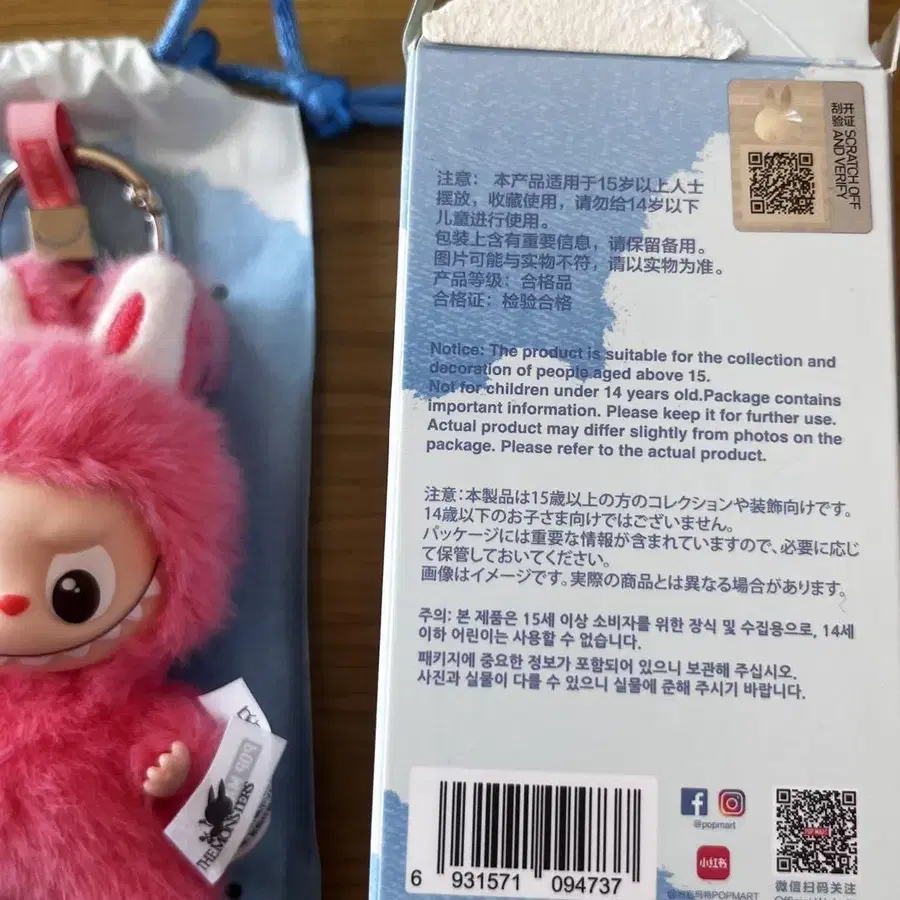 开证 SCRATCH OFF
刮验 AND VERIFY
注意： 本产品适用于15岁以上人士
摆放，收藏使用，请勿给14岁以下
儿童进行使用。
包装上含有重要信息，请保留备用。
图片可能与实物不符，请以实物为准。
产品等级：合格品
合格证：检验合格
Notice: The product is suitable for the collection and
decoration of people aged above 15.
Not for children under 14 years old.Package contains
important information. Please keep it for further use.
Actual product may differ slightly from photos on the
package. Please refer to the actual product.
注意:本製品は15歳以上の方のコレクションや装飾向けです。
14歳以下のお子さま向けではございません。
パッケージには重要な情報が含まれていますので、必要に応じ
て保管しておいてください。
画像はイメージです。実際の商品とは異なる場合があります。
주의: 본 제품은 15세 이상 소비자를 위한 장식 및 수집용으로, 14세
이하 어린이는 사용할 수 없습니다.
패키지에 중요한 정보가 포함되어 있으니 보관해 주십시오.
사진과 실물이 다를 수 있으니 실물에 준해 주시기 바랍니다.
THE MONSTERS
6 931571 094737
@popmart
小红书
POP MART
微信扫码关注